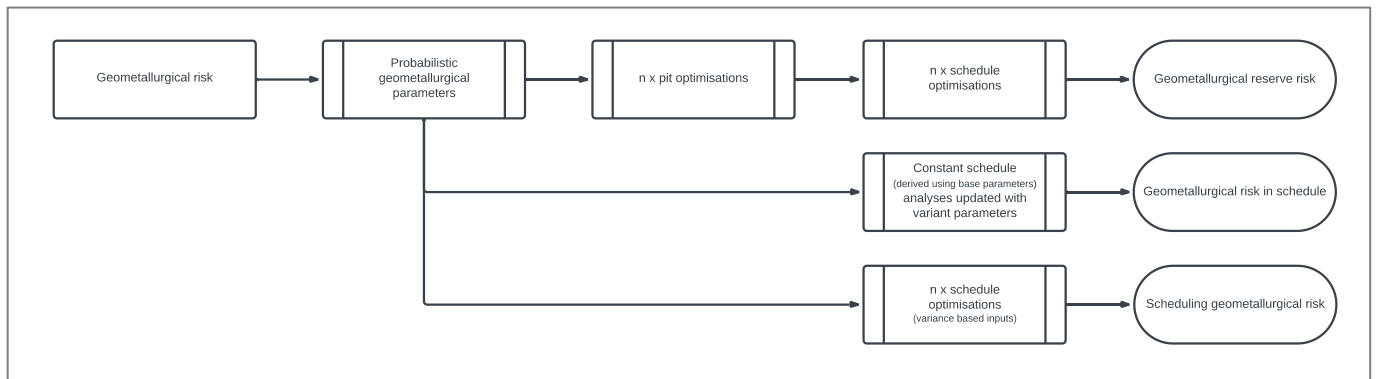 Geometallurgical risk
Probabilistic
geometallurgical
parameters
n x pit optimisations
n x schedule
optimisations
Geometallurgical reserve risk
Constant schedule
(derived using base parameters)
analyses updated with
variant parameters
Geometallurgical risk in schedule
n x schedule
optimisations
(variance based inputs)
Scheduling geometallurgical risk